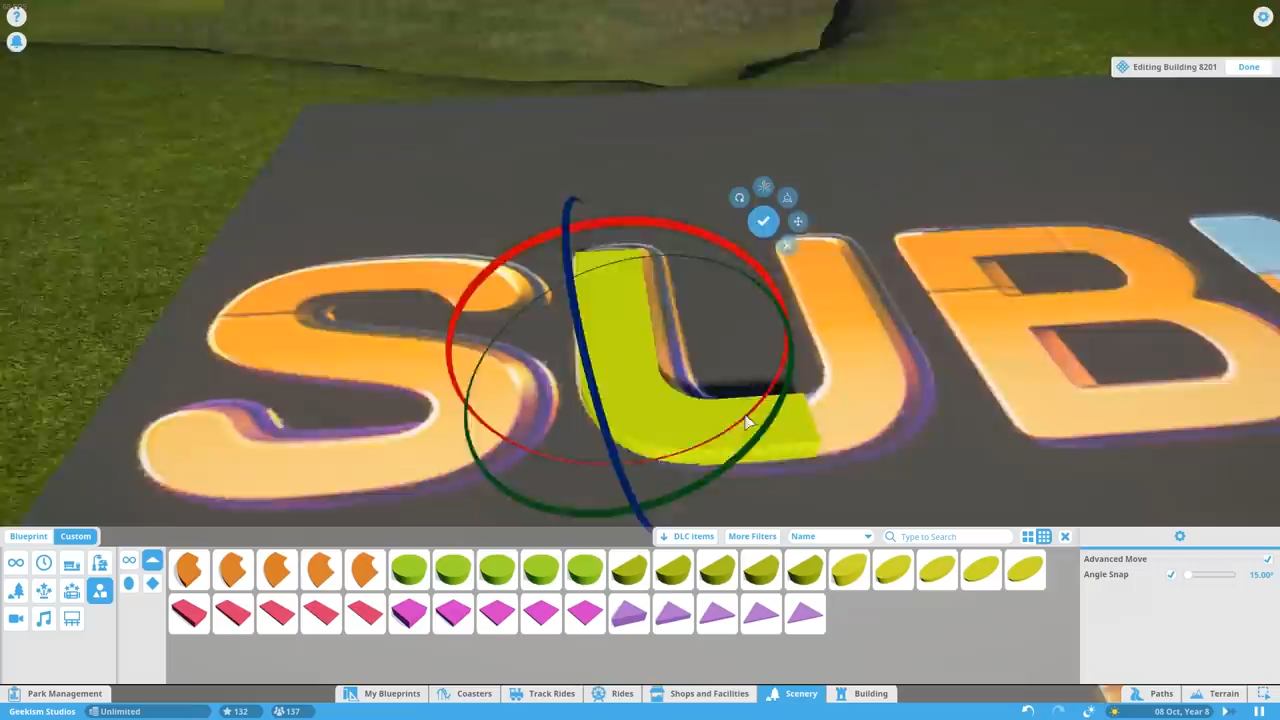 Editing Building 8201 Done
SUB
Blueprint Custom DLC items More Filters Name Type to Search
Advanced Move
Angle Snap 15.00°
Park Management My Blueprints Coasters Track Rides Rides Shops and Facilities Scenery Building Paths Terrain
Geekism Studios Unlimited 132 137 08 Oct, Year 8